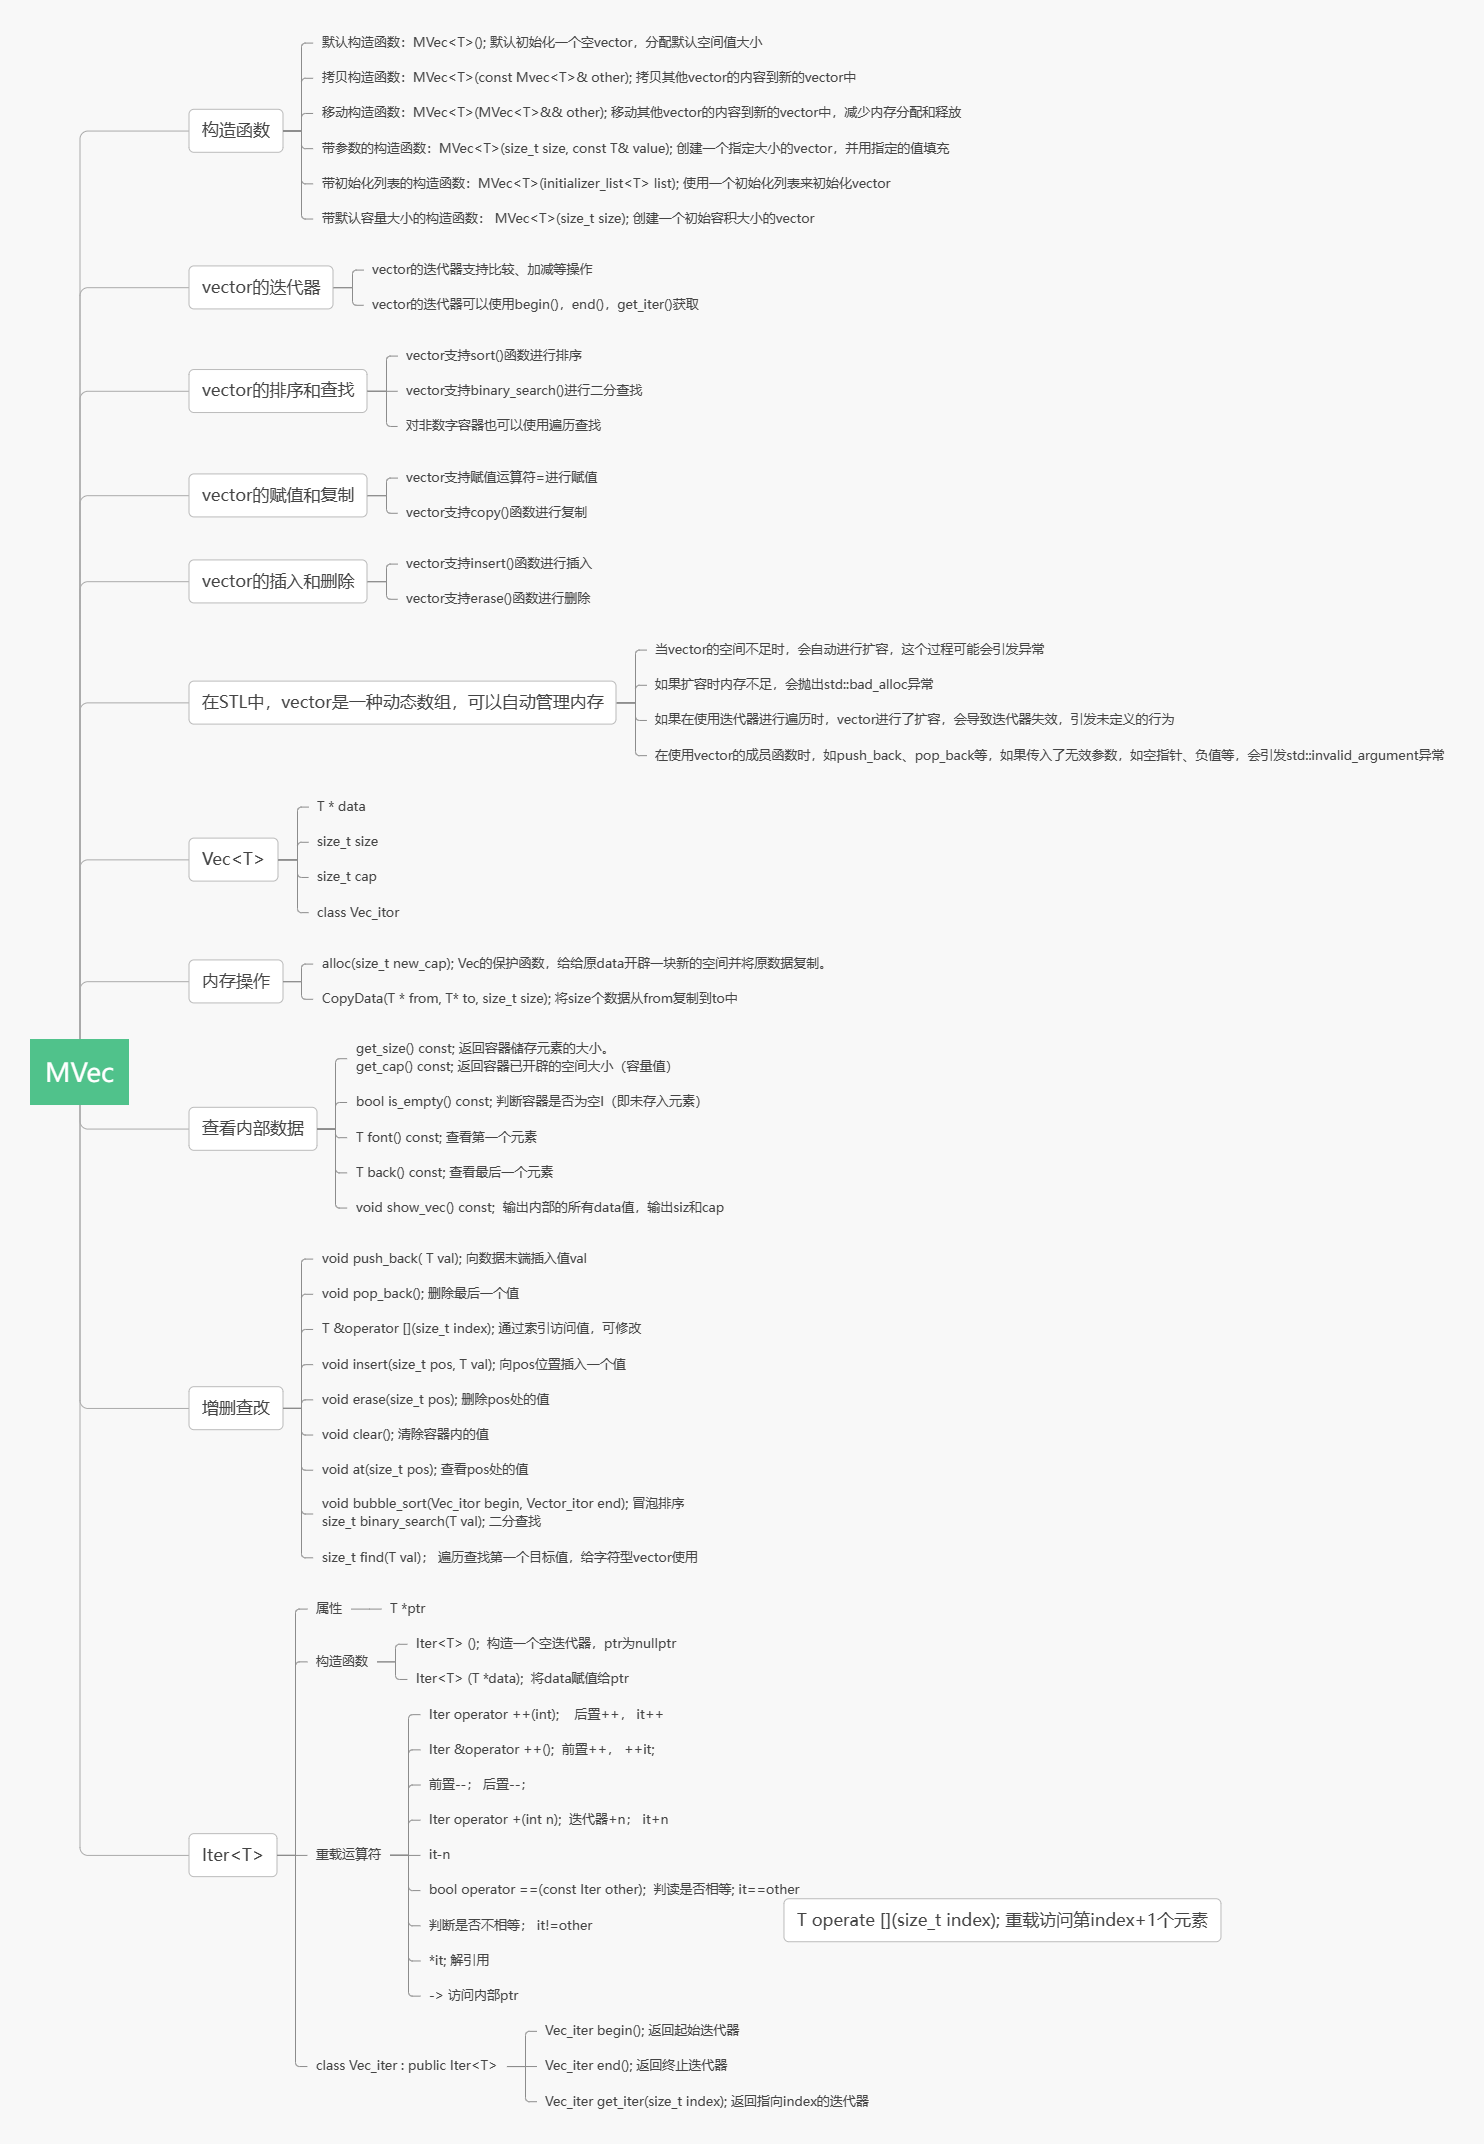 MVec
构造函数
默认构造函数：MVec<T>(); 默认初始化一个空vector，分配默认空间值大小
拷贝构造函数：MVec<T>(const Mvec<T>& other); 拷贝其他vector的内容到新的vector中
移动构造函数：MVec<T>(MVec<T>&& other); 移动其他vector的内容到新的vector中，减少内存分配和释放
带参数的构造函数：MVec<T>(size_t size, const T& value); 创建一个指定大小的vector，并用指定的值填充
带初始化列表的构造函数：MVec<T>(initializer_list<T> list); 使用一个初始化列表来初始化vector
带默认容量大小的构造函数： MVec<T>(size_t size); 创建一个初始容积大小的vector
vector的迭代器
vector的迭代器支持比较、加减等操作
vector的迭代器可以使用begin()，end()，get_iter()获取
vector的排序和查找
vector支持sort()函数进行排序
vector支持binary_search()进行二分查找
对非数字容器也可以使用遍历查找
vector的赋值和复制
vector支持赋值运算符=进行赋值
vector支持copy()函数进行复制
vector的插入和删除
vector支持insert()函数进行插入
vector支持erase()函数进行删除
在STL中，vector是一种动态数组，可以自动管理内存
当vector的空间不足时，会自动进行扩容，这个过程可能会引发异常
如果扩容时内存不足，会抛出std::bad_alloc异常
如果在使用迭代器进行遍历时，vector进行了扩容，会导致迭代器失效，引发未定义的行为
在使用vector的成员函数时，如push_back、pop_back等，如果传入了无效参数，如空指针、负值等，会引发std::invalid_argument异常
Vec<T>
T * data
size_t size
size_t cap
class Vec_itor
内存操作
alloc(size_t new_cap); Vec的保护函数，给给原data开辟一块新的空间并将原数据复制。
CopyData(T * from, T* to, size_t size); 将size个数据从from复制到to中
查看内部数据
get_size() const; 返回容器储存元素的大小。
get_cap() const; 返回容器已开辟的空间大小（容量值）
bool is_empty() const; 判断容器是否为空l（即未存入元素）
T font() const; 查看第一个元素
T back() const; 查看最后一个元素
void show_vec() const;  输出内部的所有data值，输出siz和cap
增删查改
void push_back( T val); 向数据末端插入值val
void pop_back(); 删除最后一个值
T &operator [](size_t index); 通过索引访问值，可修改
void insert(size_t pos, T val); 向pos位置插入一个值
void erase(size_t pos); 删除pos处的值
void clear(); 清除容器内的值
void at(size_t pos); 查看pos处的值
void bubble_sort(Vec_itor begin, Vector_itor end); 冒泡排序
size_t binary_search(T val); 二分查找
size_t find(T val)； 遍历查找第一个目标值，给字符型vector使用
Iter<T>
属性
T *ptr
构造函数
Iter<T> ();  构造一个空迭代器，ptr为nullptr
Iter<T> (T *data);  将data赋值给ptr
重载运算符
Iter operator ++(int);    后置++， it++
Iter &operator ++();  前置++， ++it;
前置--； 后置--；
Iter operator +(int n);  迭代器+n； it+n
it-n
bool operator ==(const Iter other);  判读是否相等; it==other
判断是否不相等； it!=other
*it; 解引用
-> 访问内部ptr
T operate [](size_t index); 重载访问第index+1个元素
class Vec_iter : public Iter<T>
Vec_iter begin(); 返回起始迭代器
Vec_iter end(); 返回终止迭代器
Vec_iter get_iter(size_t index); 返回指向index的迭代器